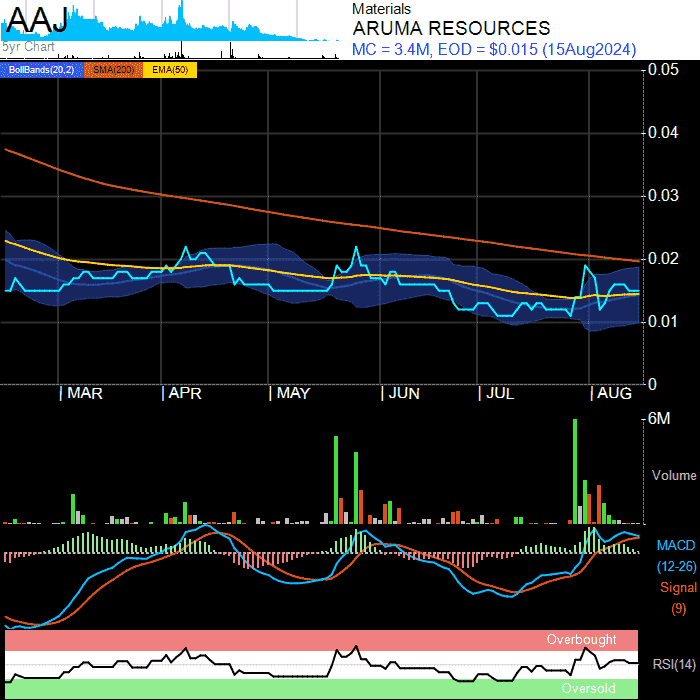 AAJ
5yr Chart
Materials
ARUMA RESOURCES
MC = 3.4M, EOD = $0.015 (15Aug2024)
BollBands(20,2) SMA(200) EMA(50)
0.05
0.04
0.03
0.02
0.01
0
MAR APR MAY JUN JUL AUG
6M
Volume
MACD
(12-26)
Signal
(9)
Overbought
RSI(14)
Oversold